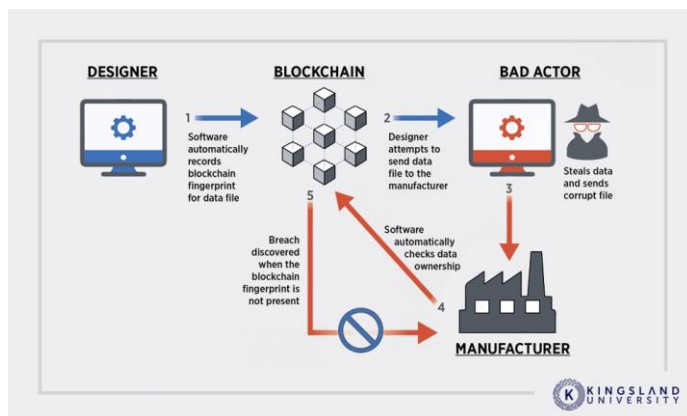 DESIGNER
BLOCKCHAIN
BAD ACTOR
1
Software
automatically
records
blockchain
fingerprint
for data file
2
Designer
attempts to
send data
file to the
manufacturer
Steals data
and sends
corrupt file
3
5
Breach
discovered
when the
blockchain
fingerprint is
not present
Software
automatically
checks data
ownership
4
MANUFACTURER
K
KINGSLAND
UNIVERSITY